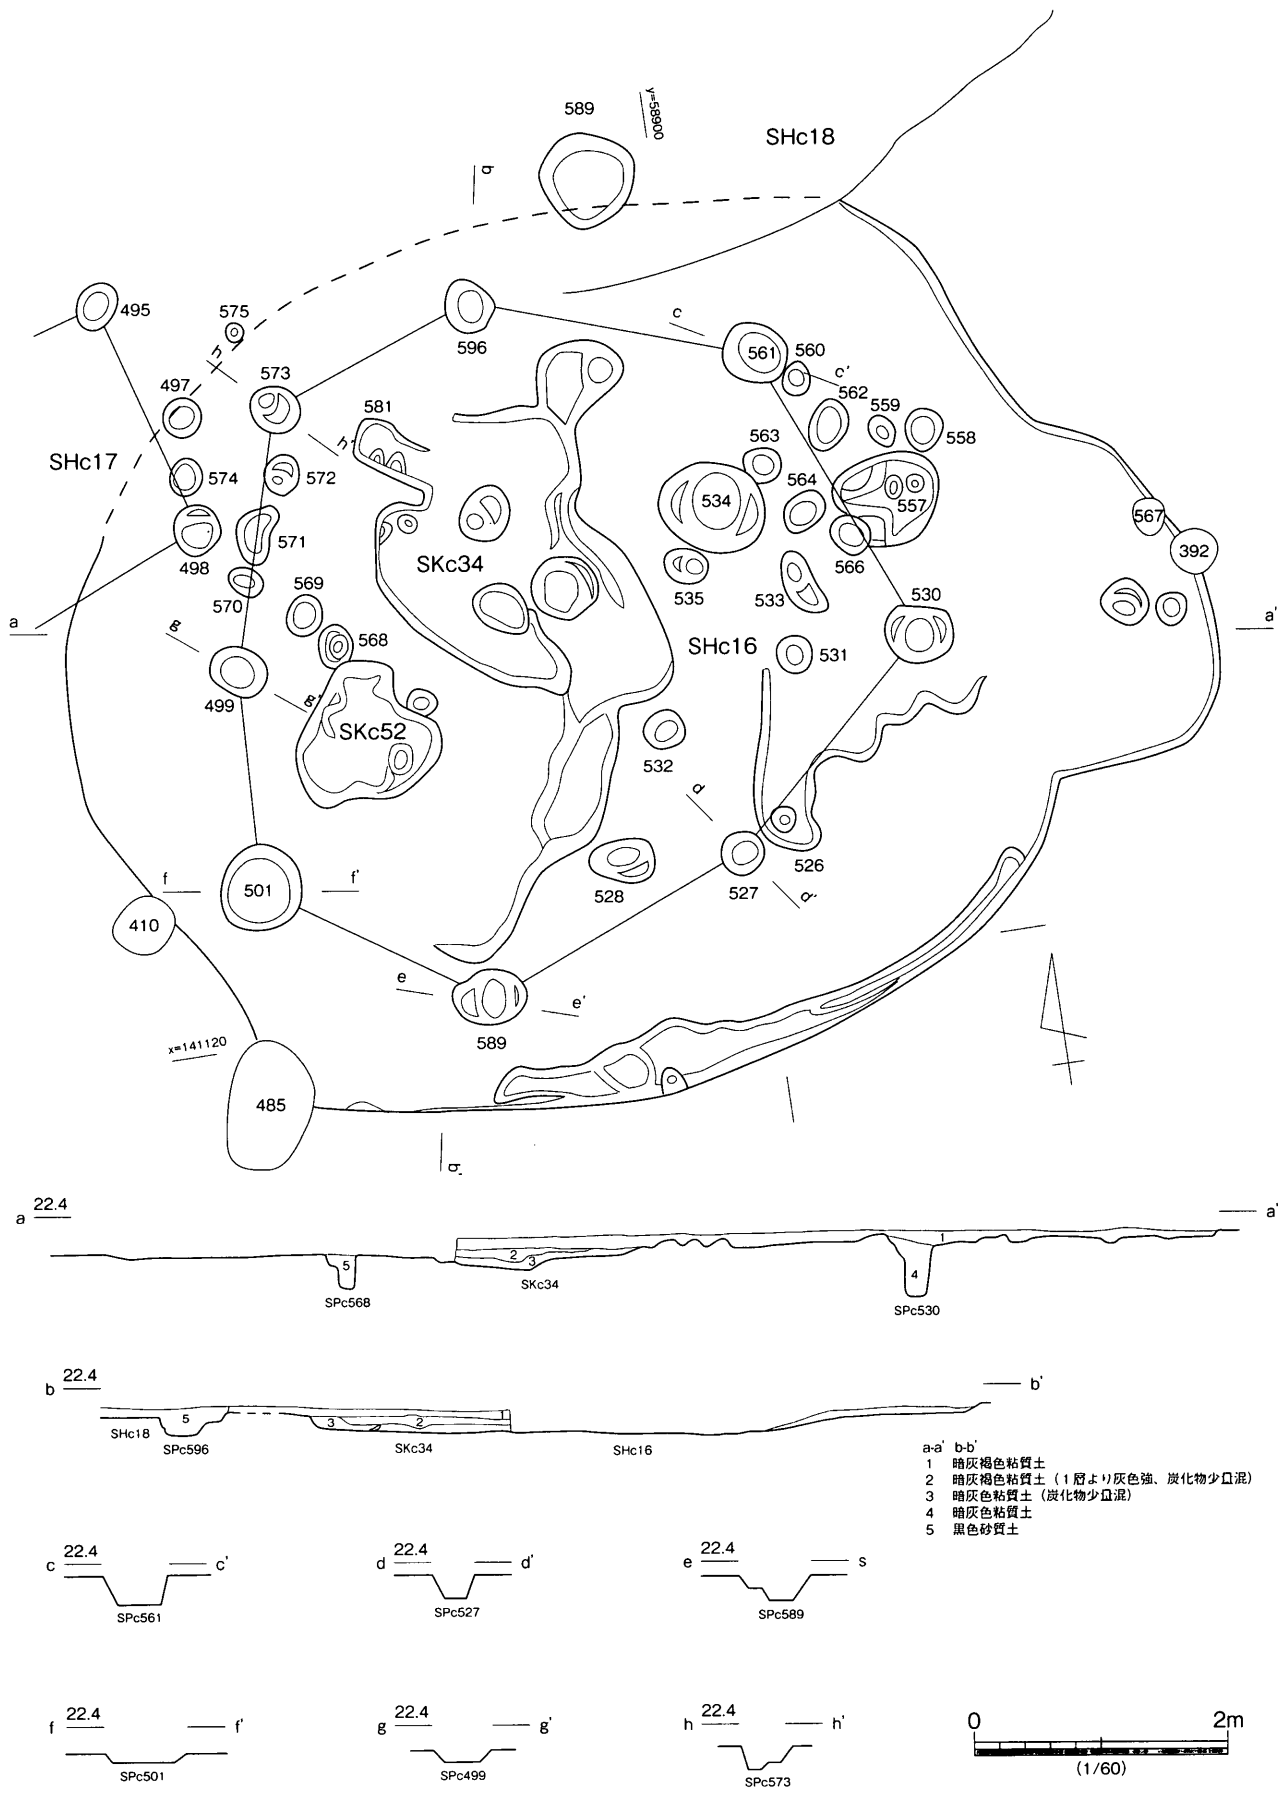 589
y=58900
SHc18
b
495
575
596
c
561
560
c'
h
573
497
581
h'
562
559
558
SHc17
574
572
563
564
534
557
567
392
498
571
SKc34
566
570
569
535
533
530
a
g
568
SHc16
531
a'
499
g'
SKc52
532
d
526
528
527
d'
f
501
f'
410
e
589
e'
x=141120
485
b'
a 22.4
a'
1
2
3
5
4
SKc34
SPc568
SPc530
b 22.4
b'
5
3
2
1
SHc18
SPc596
SKc34
SHc16
a-a' b-b'
1 暗灰褐色粘質土
2 暗灰褐色粘質土(1層より灰色強、炭化物少量混)
3 暗灰色粘質土(炭化物少量混)
4 暗灰色粘質土
5 黒色砂質土
c 22.4 c'
SPc561
d 22.4 d'
SPc527
e 22.4 s
SPc589
f 22.4 f'
SPc501
g 22.4 g'
SPc499
h 22.4 h'
SPc573
0 2m
(1/60)